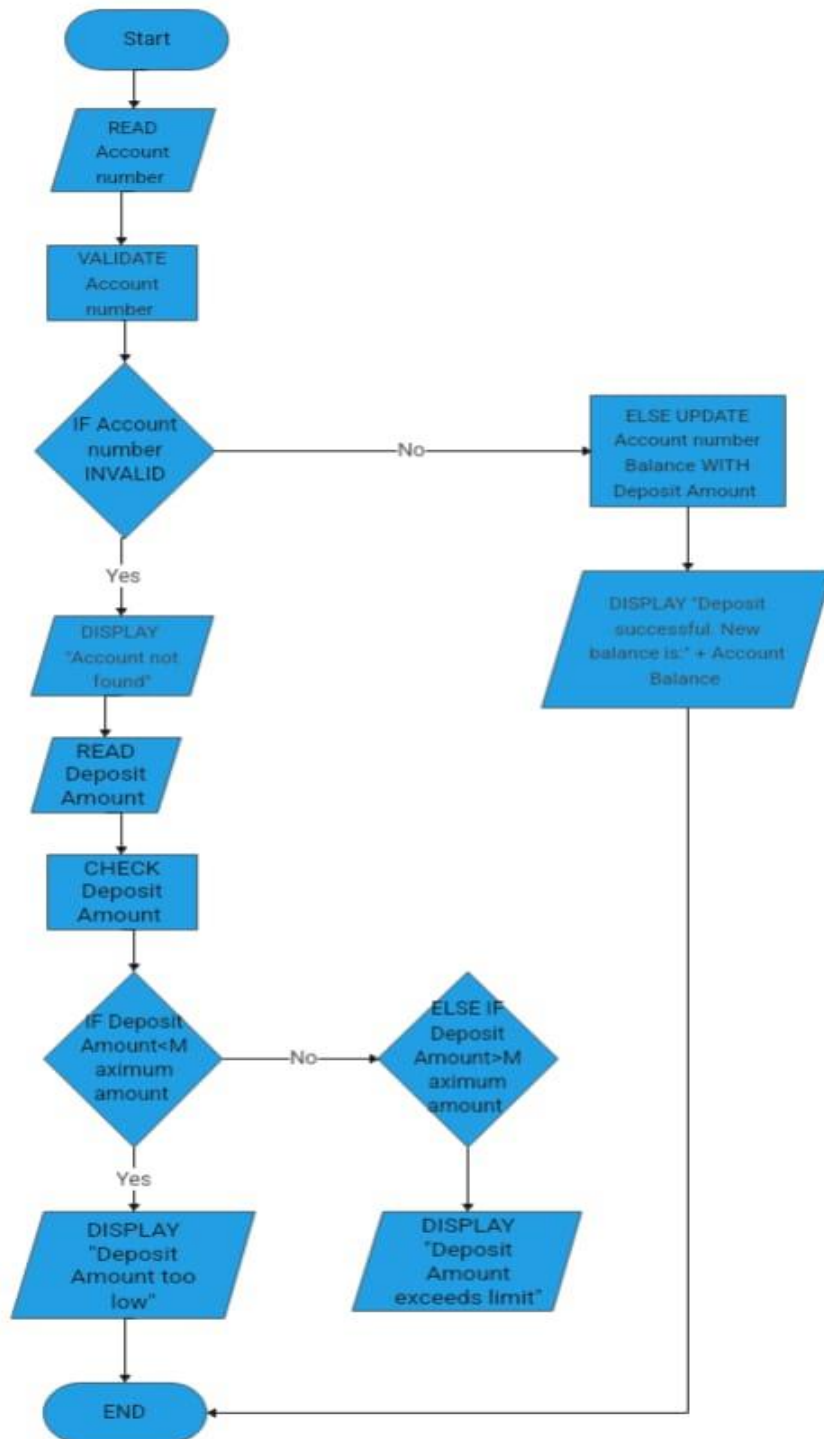 Start
READ
Account
number
VALIDATE
Account
number
IF Account
number
INVALID
No
ELSE UPDATE
Account number
Balance WITH
Deposit Amount
Yes
DISPLAY
"Account not
found"
DISPLAY "Deposit
successful. New
balance is:" + Account
Balance
READ
Deposit
Amount
CHECK
Deposit
Amount
IF Deposit
Amount<M
aximum
amount
No
ELSE IF
Deposit
Amount>M
aximum
amount
Yes
DISPLAY
"Deposit
Amount too
low"
DISPLAY
"Deposit
Amount
exceeds limit"
END